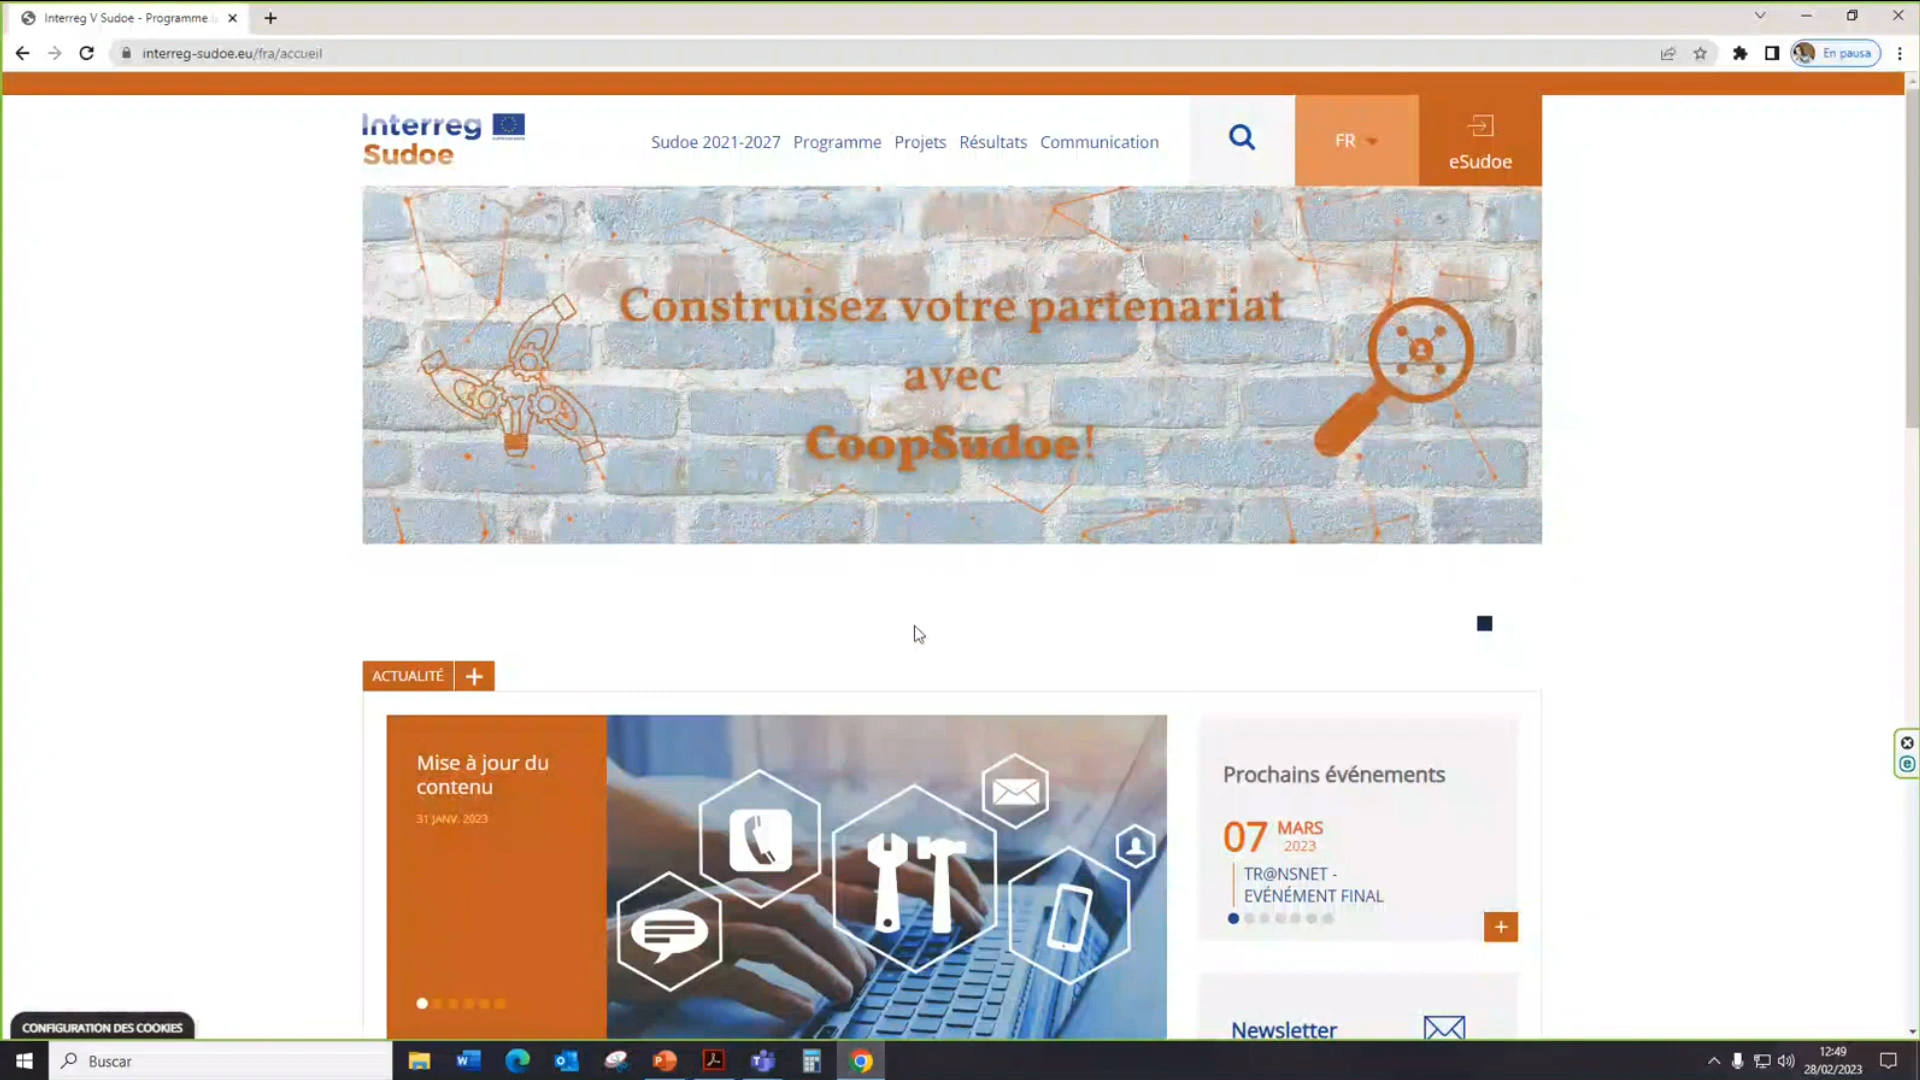 Interreg V Sudoe - Programme
interreg-sudoe.eu/fra/accueil
En pausa
Interreg
Sudoe
Sudoe 2021-2027 Programme Projets Résultats Communication
FR
eSudoe
Construisez votre partenariat
avec
CoopSudoe!
ACTUALITÉ
Mise à jour du
contenu
31 JANV. 2023
Prochains événements
07 MARS
2023
TR@NSNET -
EVÉNÉMENT FINAL
Newsletter
CONFIGURATION DES COOKIES
Buscar
12:49
28/02/2023